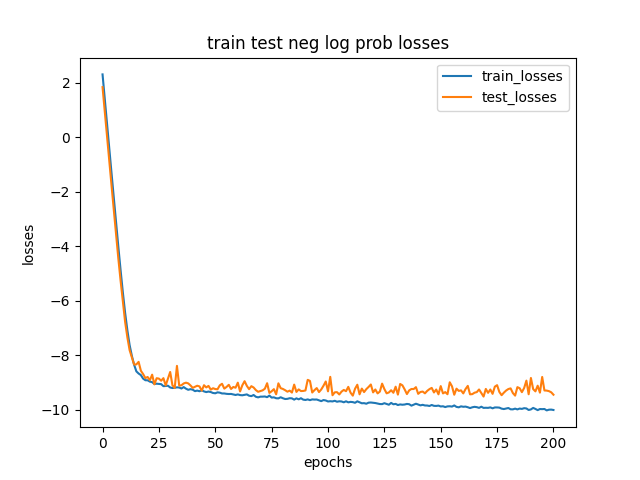 train test neg log prob losses
train_losses
test_losses
2
0
−2
−4
−6
−8
−10
losses
0 25 50 75 100 125 150 175 200
epochs